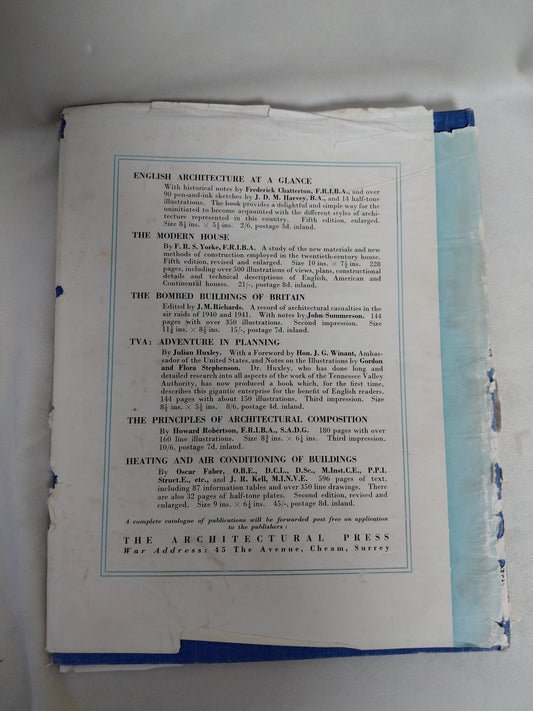 ENGLISH ARCHITECTURE AT A GLANCE
With historical notes by Frederick Chatterton, F.R.I.B.A., and over
90 pen-and-ink sketches by J. D. M. Harvey, B.A., and 14 half-tone
illustrations. The book provides a delightful and simple way for the
uninitiated to become acquainted with the different styles of archi-
tecture represented in this country. Fifth edition, enlarged.
Size 8¼ ins. × 5¼ ins. 2/6, postage 3d. inland.
THE MODERN HOUSE
By F. R. S. Yorke, F.R.I.B.A. A study of the new materials and new
methods of construction employed in the twentieth-century house.
Fifth edition, revised and enlarged. Size 10 ins. × 7½ ins. 228
pages, including over 500 illustrations of views, plans, constructional
details and technical descriptions of English, American and
Continental houses. 21/-, postage 8d. inland.
THE BOMBED BUILDINGS OF BRITAIN
Edited by J.M. Richards. A record of architectural casualties in the
air raids of 1940 and 1941. With notes by John Summerson. 144
pages with over 350 illustrations. Second impression. Size
ins. × ins. 15/-, postage 7d. inland.
TVA: ADVENTURE IN PLANNING
By Julian Huxley. With a Foreword by Hon. J. G. Winant, Ambas-
sador of the United States, and Notes on the Illustrations by Gordon
and Flora Stephenson. Dr. Huxley, who has done long and
detailed research into all aspects of the work of the Tennessee Valley
Authority, has now produced a book which, for the first time,
describes this gigantic enterprise for the benefit of English readers.
144 pages with about 150 illustrations. Third impression. Size
8½ ins. × 5½ ins. 8/6, postage 4d. inland.
THE PRINCIPLES OF ARCHITECTURAL COMPOSITION
By Howard Robertson, F.R.I.B.A., S.A.D.G. 180 pages with over
160 line illustrations. Size ins. × ins. Third impression.
10/6, postage 7d. inland.
HEATING AND AIR CONDITIONING OF BUILDINGS
By Oscar Faber, O.B.E., D.C.L., D.Sc., M.Inst.C.E., P.P.I.
Struct.E., etc., and J. R. Kell, M.I.N.V.E. 596 pages of text,
including 87 information tables and over 350 line drawings. There
are also 32 pages of half-tone plates. Second edition, revised and
enlarged. Size 9 ins. × ins. 45/-, postage 8d. inland.
A complete catalogue of publications will be forwarded post free on application
to the publishers:
THE ARCHITECTURAL PRESS
War Address: 45 The Avenue, Cheam, Surrey